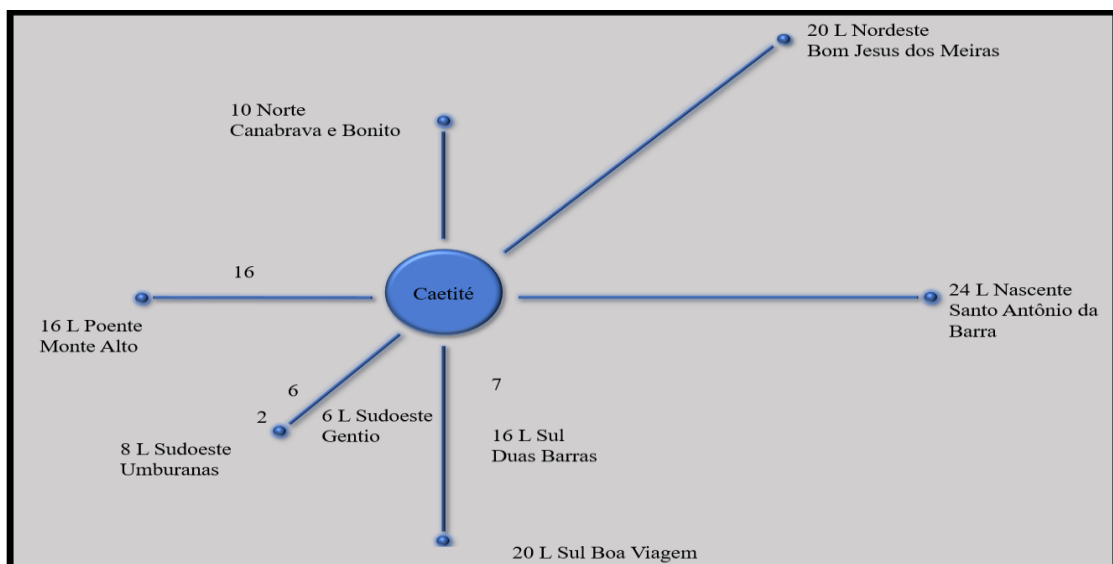 20 L Nordeste
Bom Jesus dos Meiras
10 Norte
Canabrava e Bonito
16
Caetité
24 L Nascente
Santo Antônio da
Barra
16 L Poente
Monte Alto
6
7
2
6 L Sudoeste
Gentio
16 L Sul
Duas Barras
8 L Sudoeste
Umburanas
20 L Sul Boa Viagem